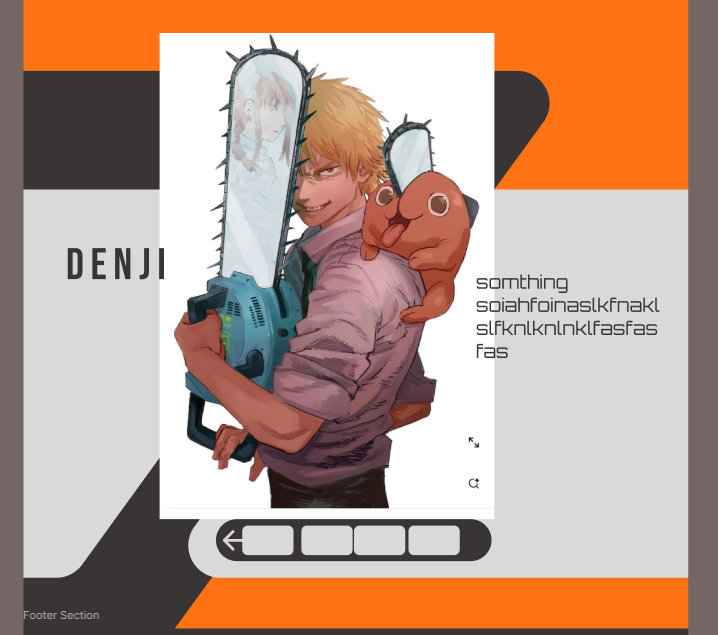 DENJI
somthing
soiahfoinaslkfnakl
slfknlknlnklfasfas
fas
Footer Section